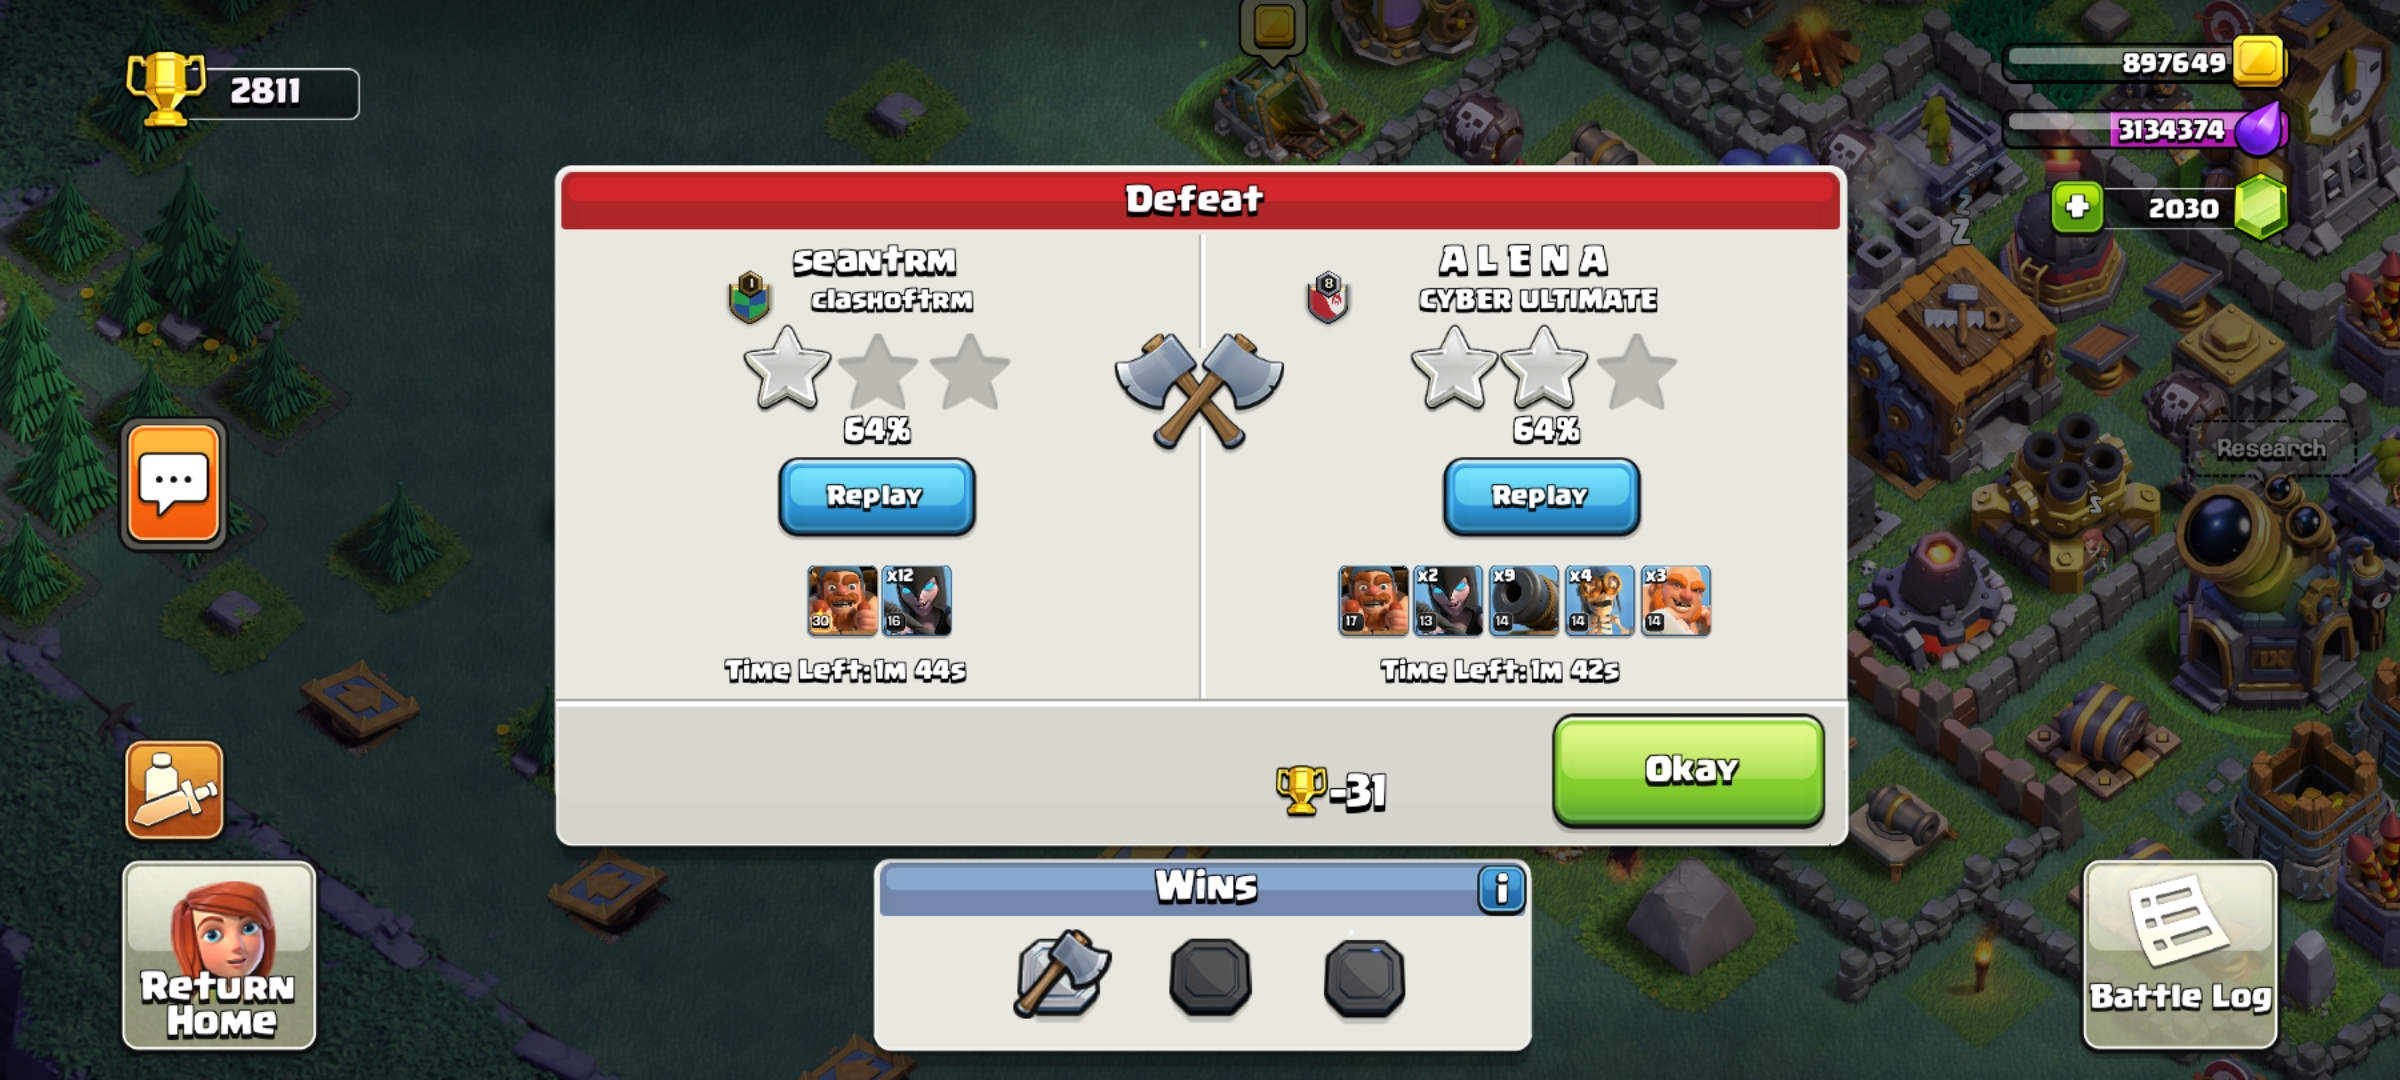 2811
897649
3134374
2030
Defeat
seantrm
clashoftrm
1
64%
Replay
30
x12
16
Time Left: 1m 44s
A L E N A
CYBER ULTIMATE
8
64%
Replay
17
x2
13
x9
14
x4
14
x3
14
Time Left: 1m 42s
-31
Okay
Research
Wins
i
Return
Home
Battle Log